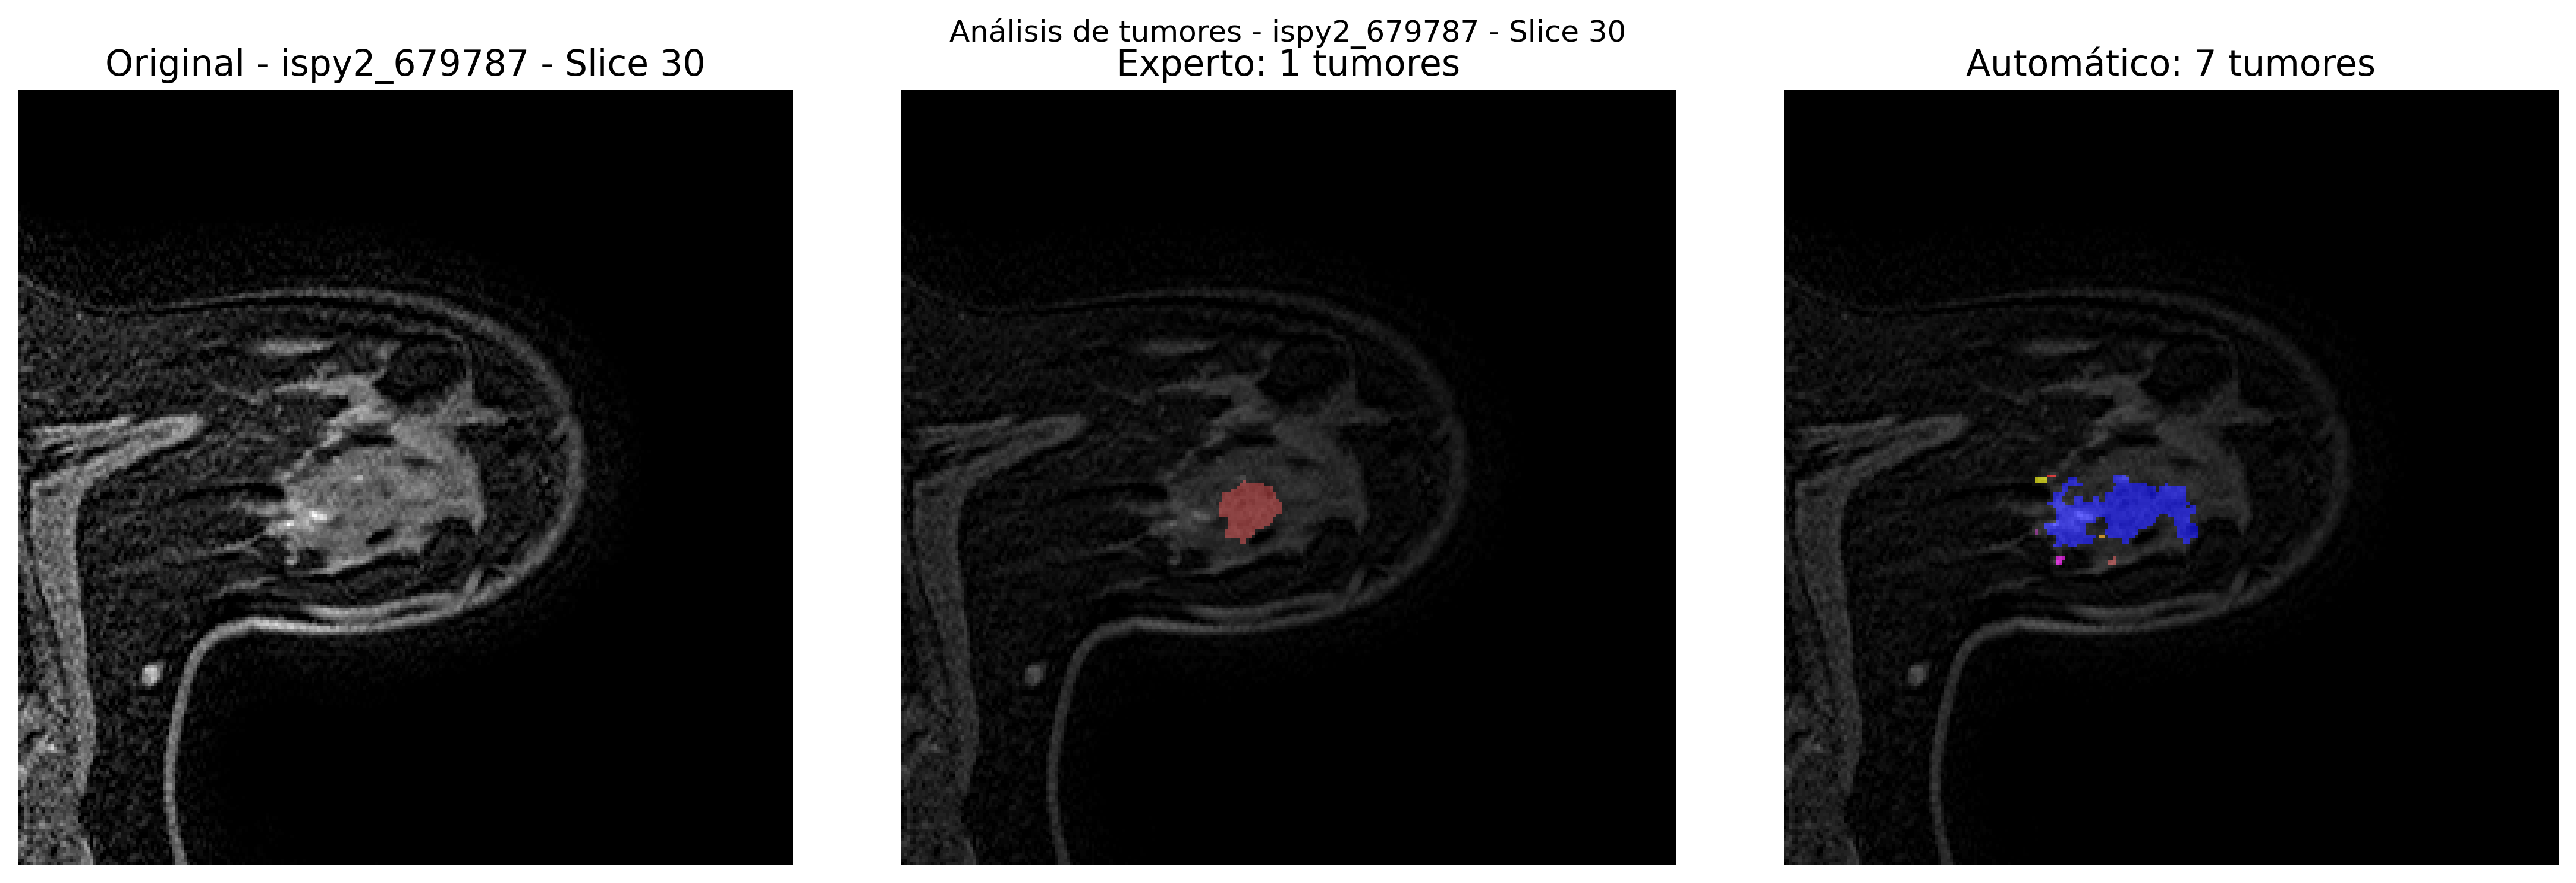 Análisis de tumores - ispy2_679787 - Slice 30
Original - ispy2_679787 - Slice 30
Experto: 1 tumores
Automático: 7 tumores